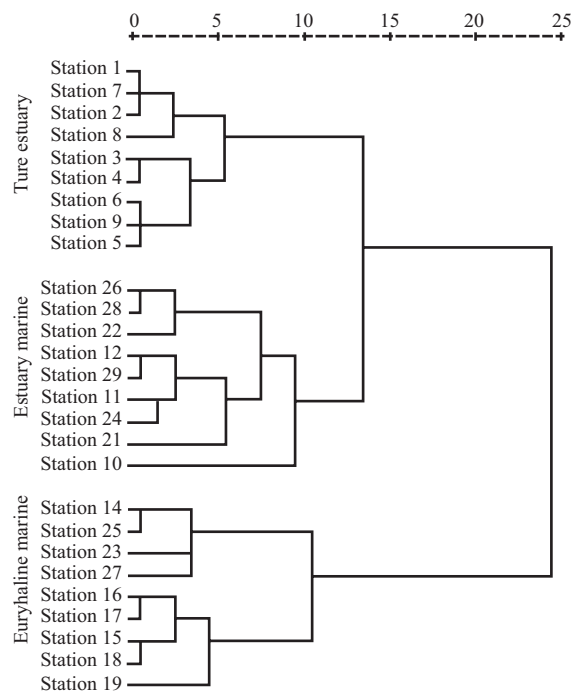 0 5 10 15 20 25
Ture estuary
Station 1
Station 7
Station 2
Station 8
Station 3
Station 4
Station 6
Station 9
Station 5
Estuary marine
Station 26
Station 28
Station 22
Station 12
Station 29
Station 11
Station 24
Station 21
Station 10
Euryhaline marine
Station 14
Station 25
Station 23
Station 27
Station 16
Station 17
Station 15
Station 18
Station 19